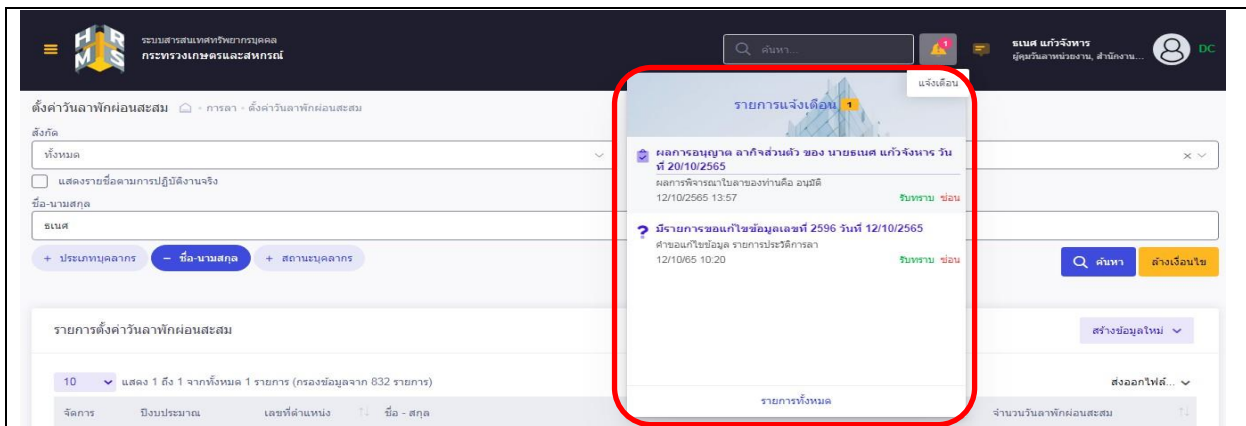 HR
MS
ระบบสารสนเทศทรัพยากรบุคคล
กระทรวงเกษตรและสหกรณ์
ค้นหา...
1
ธเนศ แก้วจังหาร
ผู้คุมวันลาหน่วยงาน, สำนักงาน...
DC
แจ้งเตือน
ตั้งค่าวันลาพักผ่อนสะสม - การลา - ตั้งค่าวันลาพักผ่อนสะสม
สังกัด
ทั้งหมด
แสดงรายชื่อตามการปฏิบัติงานจริง
ชื่อ-นามสกุล
ธเนศ
+ ประเภทบุคลากร
− ชื่อ-นามสกุล
+ สถานะบุคลากร
รายการแจ้งเตือน 1
ผลการอนุญาต ลากิจส่วนตัว ของ นายธเนศ แก้วจังหาร วัน
ที่ 20/10/2565
ผลการพิจารณาใบลาของท่านคือ อนุมัติ
12/10/2565 13:57 รับทราบ ซ่อน
มีรายการขอแก้ไขข้อมูลเลขที่ 2596 วันที่ 12/10/2565
คำขอแก้ไขข้อมูล รายการประวัติการลา
12/10/65 10:20 รับทราบ ซ่อน
รายการทั้งหมด
ค้นหา
ล้างเงื่อนไข
รายการตั้งค่าวันลาพักผ่อนสะสม
สร้างข้อมูลใหม่
10 แสดง 1 ถึง 1 จากทั้งหมด 1 รายการ (กรองข้อมูลจาก 832 รายการ)
ส่งออกไฟล์...
จัดการ ปีงบประมาณ เลขที่ตำแหน่ง ชื่อ - สกุล จำนวนวันลาพักผ่อนสะสม